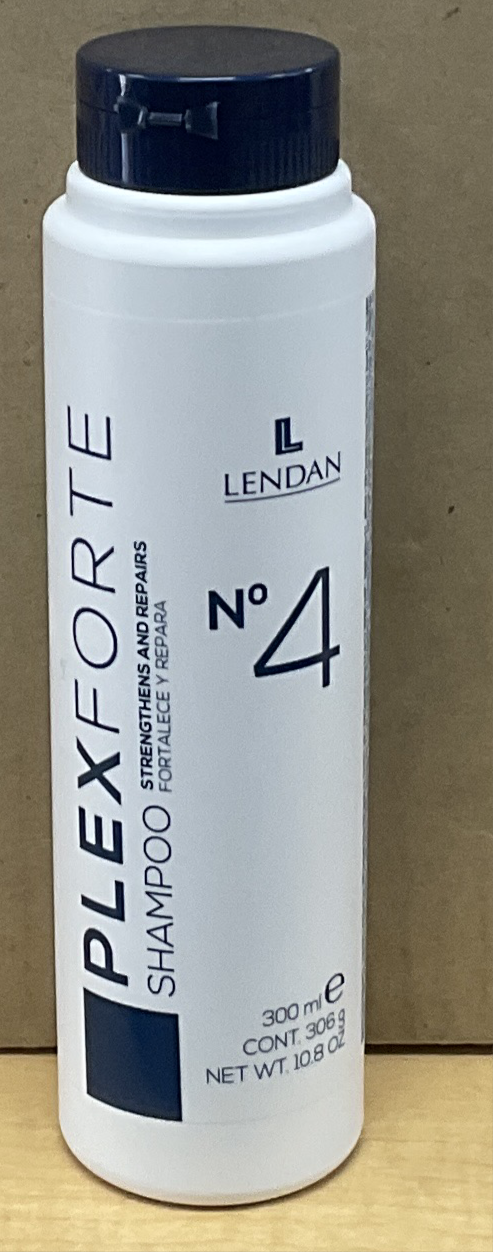 LENDAN
Nº4
PLEXFORTE
SHAMPOO
STRENGTHENS AND REPAIRS
FORTALECE Y REPARA
300 ml e
CONT. 306 g
NET WT. 10.8 OZ